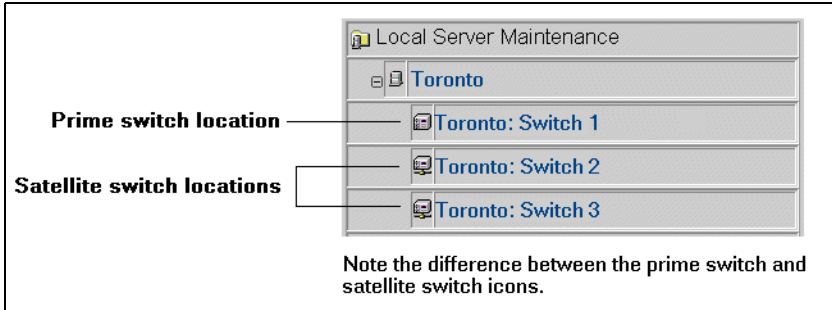 Local Server Maintenance
Toronto
Prime switch location
Toronto: Switch 1
Toronto: Switch 2
Satellite switch locations
Toronto: Switch 3
Note the difference between the prime switch and
satellite switch icons.